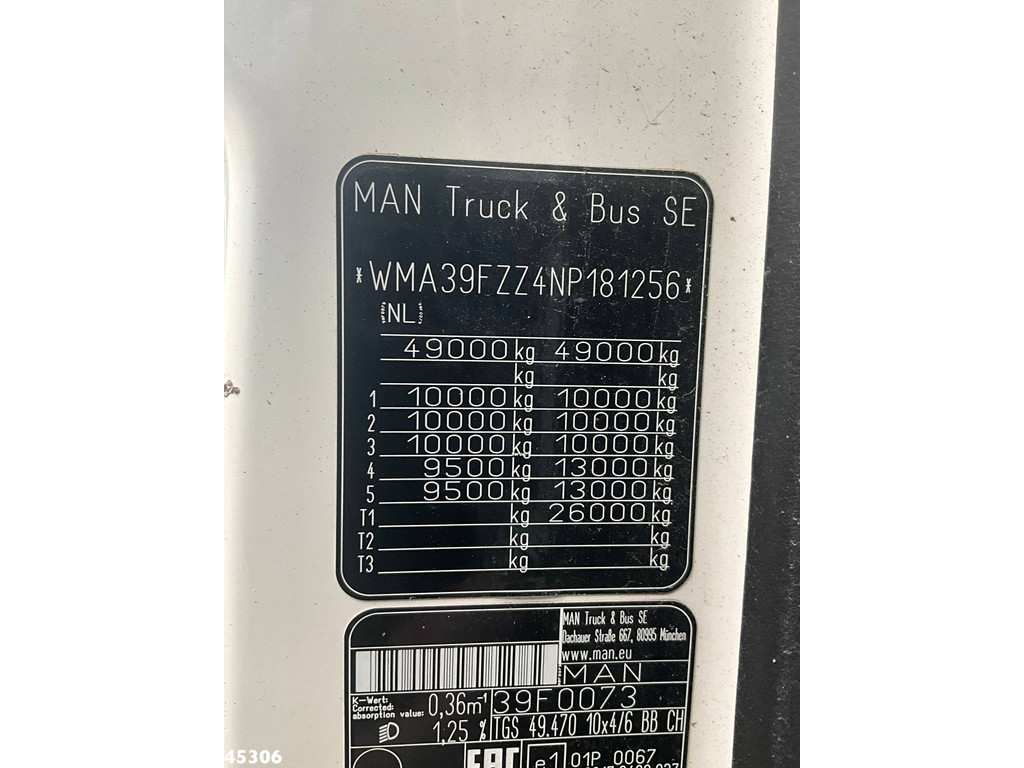 MAN Truck & Bus SE
*WMA39FZZ4NP181256*
NL
49000 kg 49000 kg
kg kg
1 10000 kg 10000 kg
2 10000 kg 10000 kg
3 10000 kg 10000 kg
4 9500 kg 13000 kg
5 9500 kg 13000 kg
T1 kg 26000 kg
T2 kg kg
T3 kg kg
MAN Truck & Bus SE
Dachauer Straße 667, 80995 München
www.man.eu
MAN
K-Wert:
Corrected
absorption value:
0,36m⁻¹
39F0073
1,25 %
TGS 49.470 10x4/6 BB CH
EAC
e1
01P 0067
45306